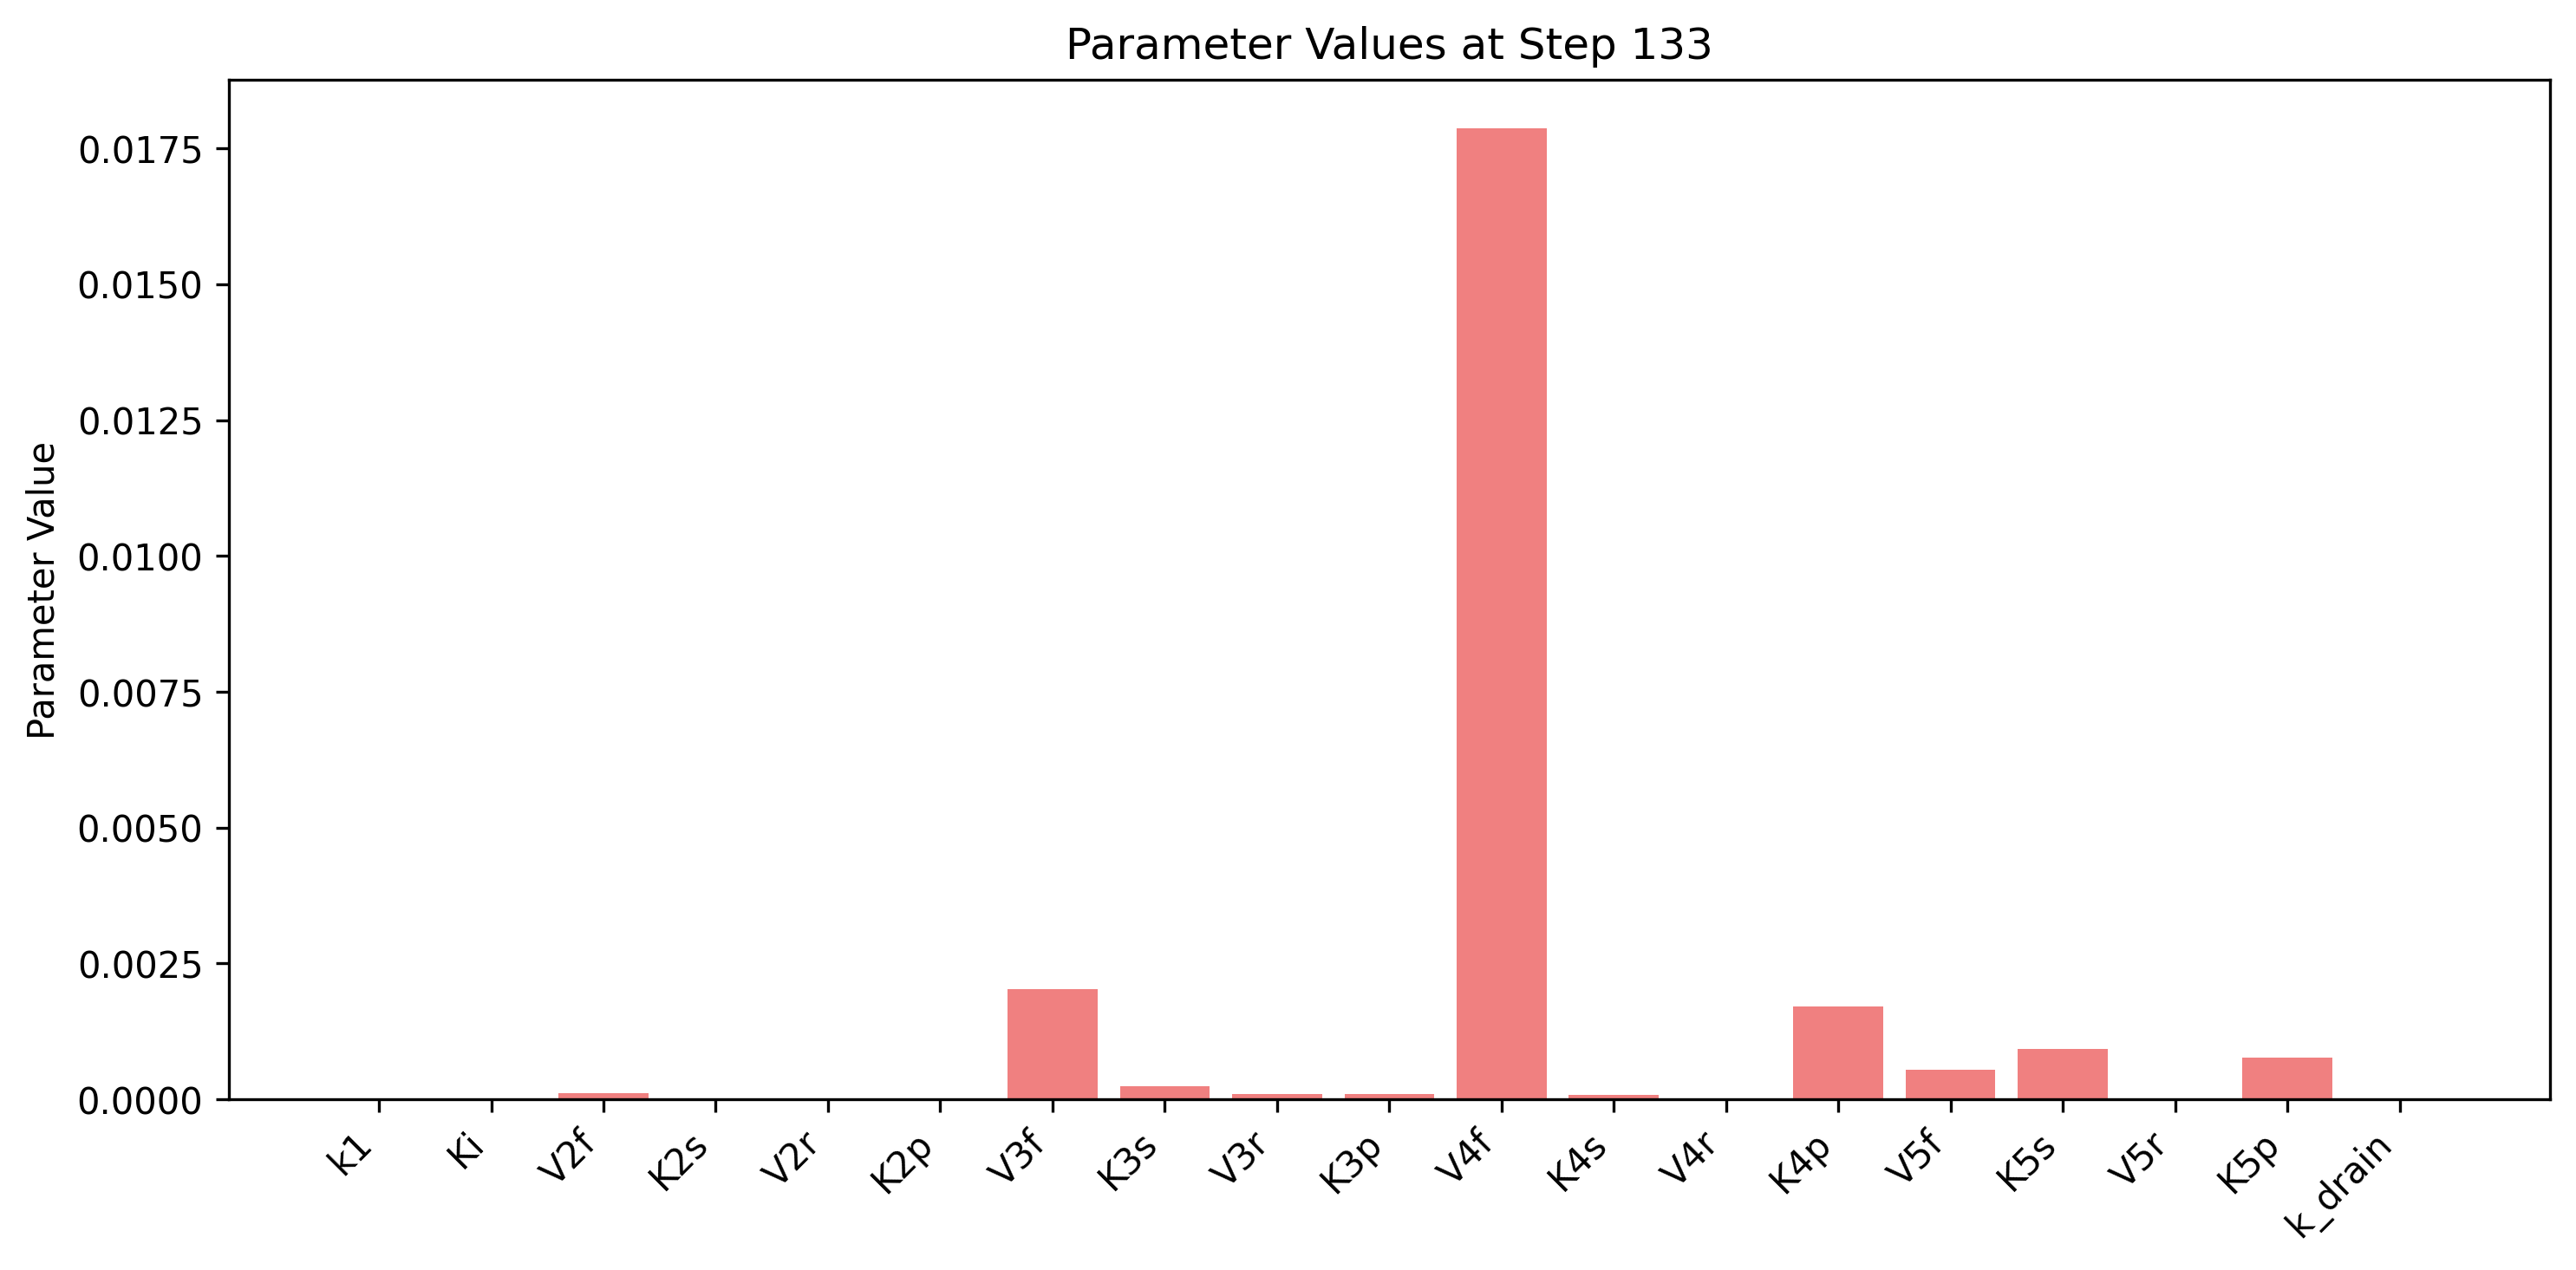 Parameter Values at Step 133
Parameter Value
0.0175
0.0150
0.0125
0.0100
0.0075
0.0050
0.0025
0.0000
k1
Ki
V2f
K2s
V2r
K2p
V3f
K3s
V3r
K3p
V4f
K4s
V4r
K4p
V5f
K5s
V5r
K5p
k_drain